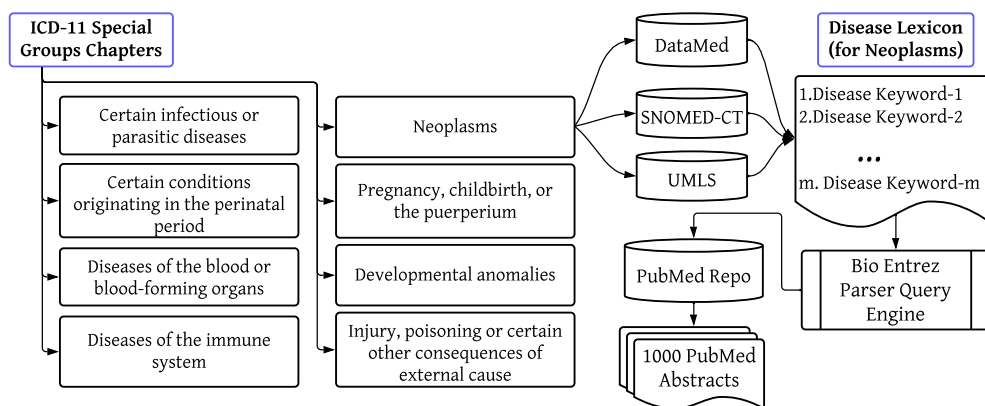 ICD-11 Special
Groups Chapters
Certain infectious or
parasitic diseases
Certain conditions
originating in the perinatal
period
Diseases of the blood or
blood-forming organs
Diseases of the immune
system
Neoplasms
Pregnancy, childbirth, or
the puerperium
Developmental anomalies
Injury, poisoning or certain
other consequences of
external cause
DataMed
SNOMED-CT
UMLS
Disease Lexicon
(for Neoplasms)
1.Disease Keyword-1
2.Disease Keyword-2
...
m. Disease Keyword-m
Bio Entrez
Parser Query
Engine
PubMed Repo
1000 PubMed
Abstracts